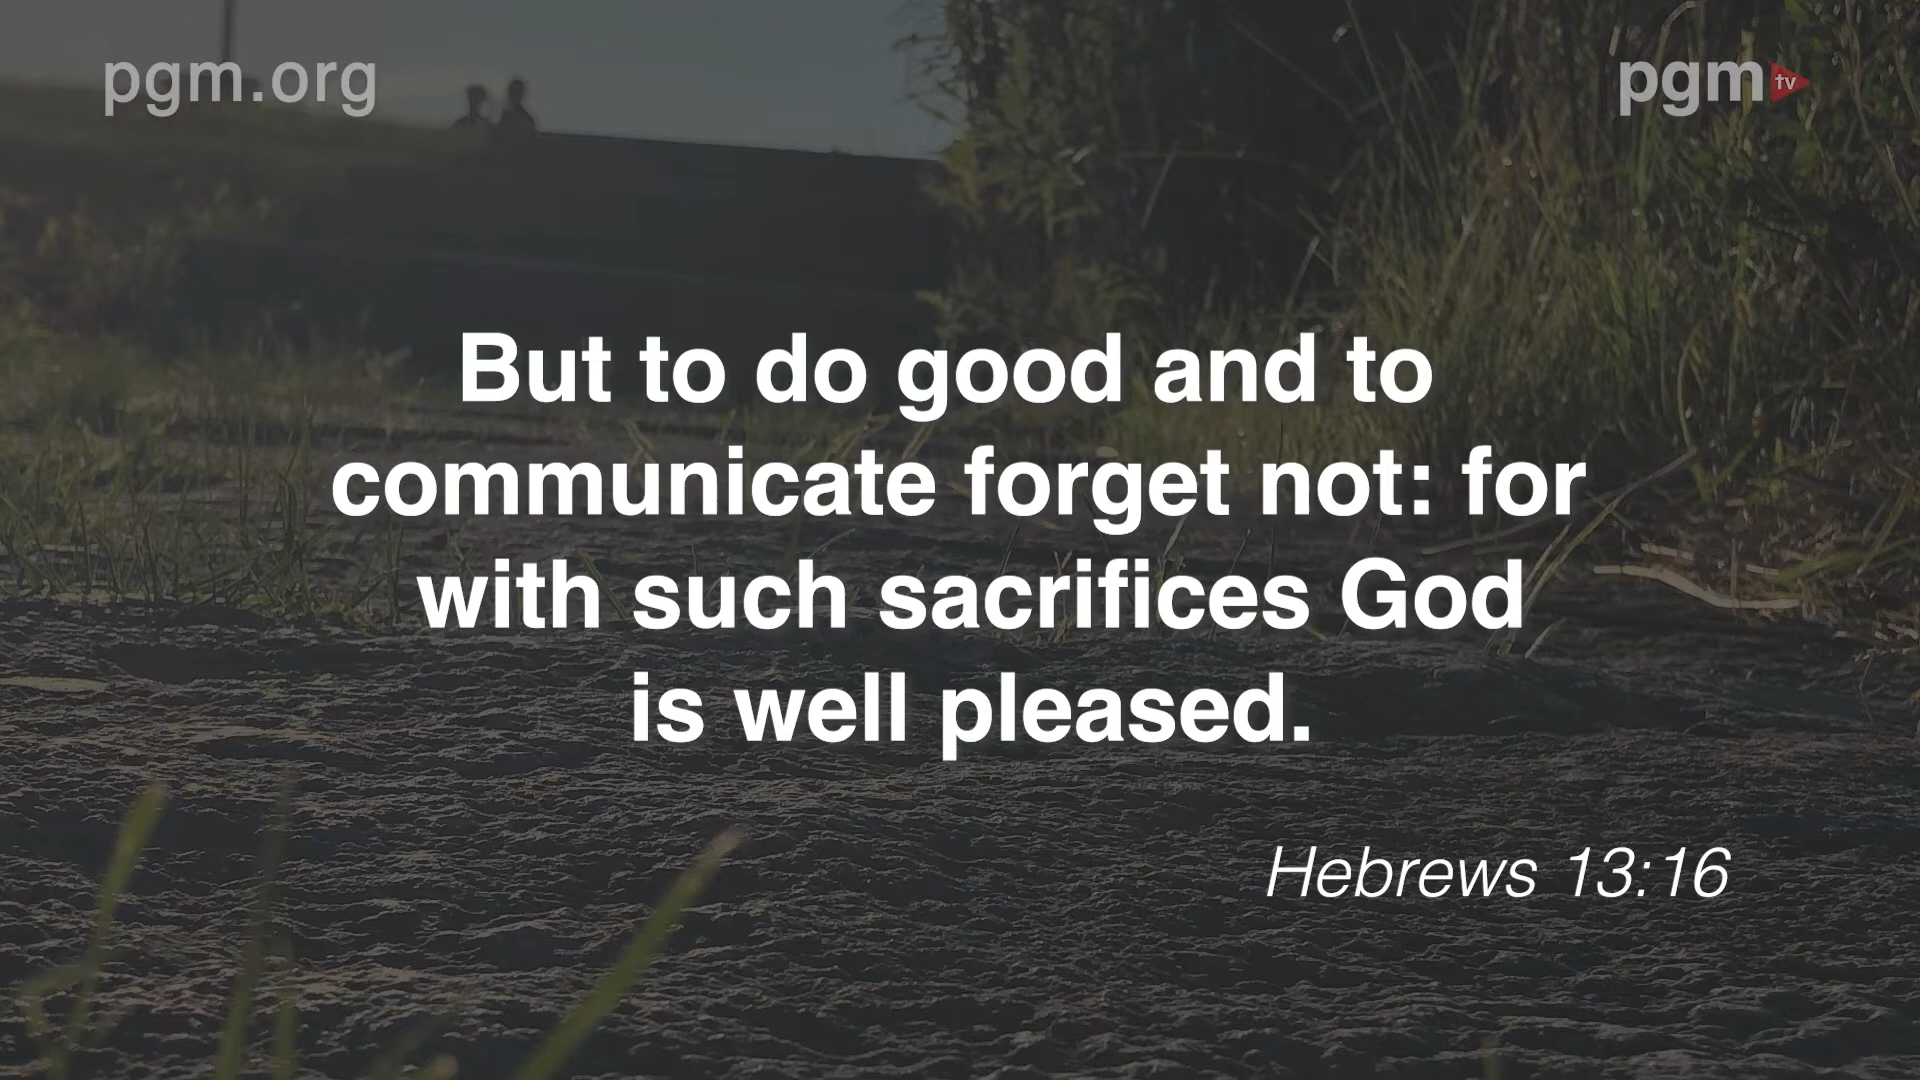 pgm.org
pgm tv
But to do good and to
communicate forget not: for
with such sacrifices God
is well pleased.
Hebrews 13:16